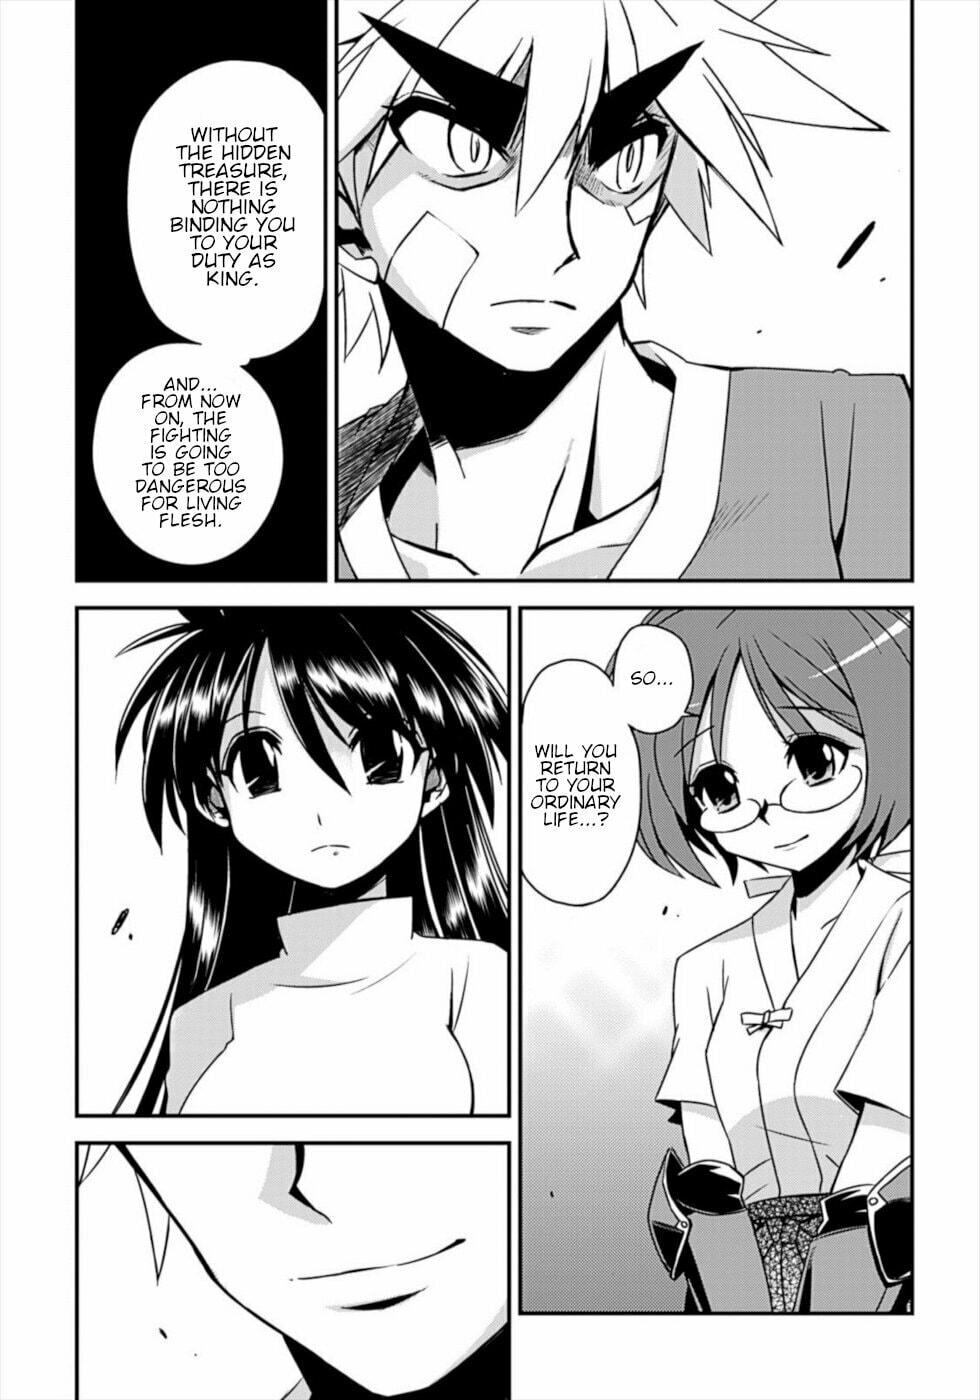 WITHOUT
THE HIDDEN
TREASURE,
THERE IS
NOTHING
BINDING YOU
TO YOUR
DUTY AS
KING.
AND...
FROM NOW
ON, THE
FIGHTING
IS GOING
TO BE TOO
DANGEROUS
FOR LIVING
FLESH.
SO...
WILL YOU
RETURN
TO YOUR
ORDINARY
LIFE...?